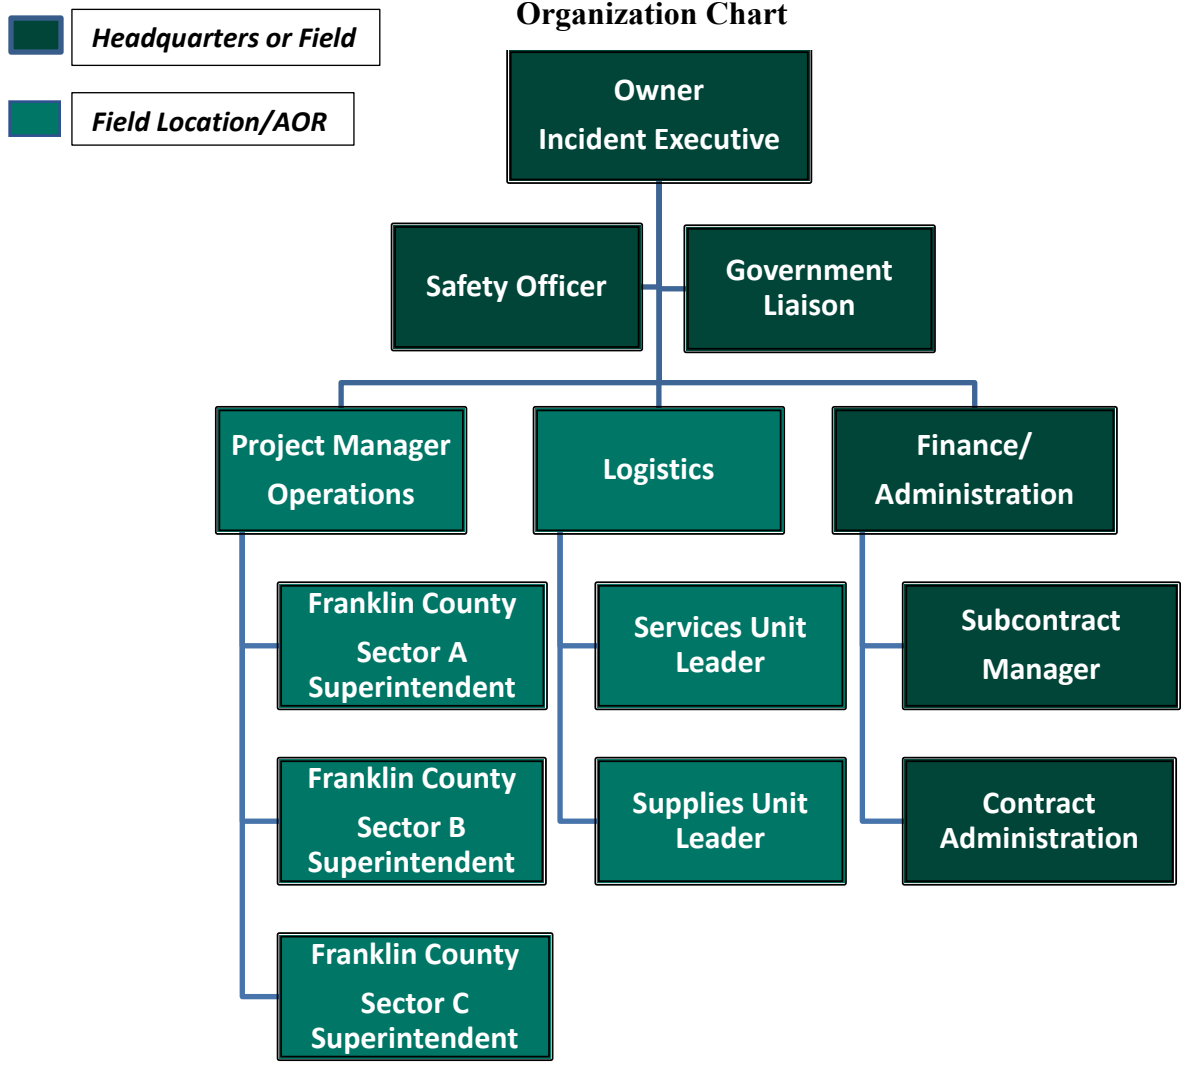 Organization Chart
Headquarters or Field
Field Location/AOR
Owner
Incident Executive
Safety Officer
Government
Liaison
Project Manager
Operations
Logistics
Finance/
Administration
Franklin County
Sector A
Superintendent
Services Unit
Leader
Subcontract
Manager
Franklin County
Sector B
Superintendent
Supplies Unit
Leader
Contract
Administration
Franklin County
Sector C
Superintendent